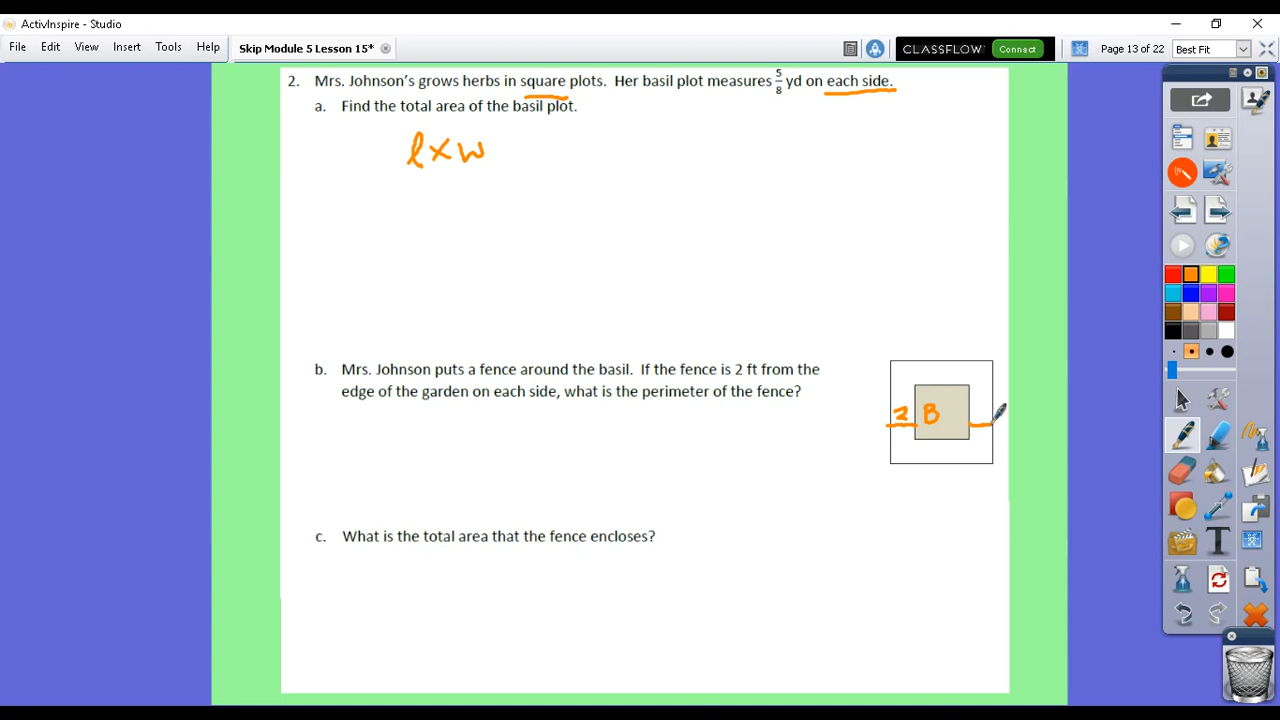 ActivInspire - Studio
File Edit View Insert Tools Help Skip Module 5 Lesson 15* CLASSFLOW Connect Page 13 of 22 Best Fit
2. Mrs. Johnson's grows herbs in square plots. Her basil plot measures 5/8 yd on each side.
a. Find the total area of the basil plot.
l x w
b. Mrs. Johnson puts a fence around the basil. If the fence is 2 ft from the
edge of the garden on each side, what is the perimeter of the fence?
2 B
c. What is the total area that the fence encloses?